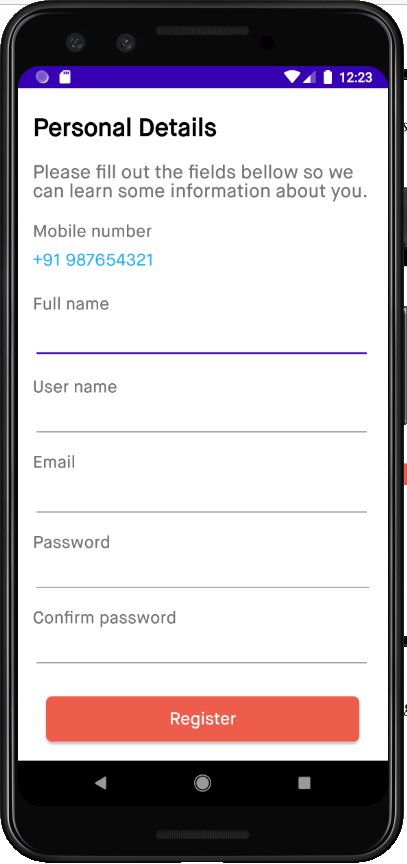 12:23
Personal Details
Please fill out the fields bellow so we
can learn some information about you.
Mobile number
+91 987654321
Full name
User name
Email
Password
Confirm password
Register